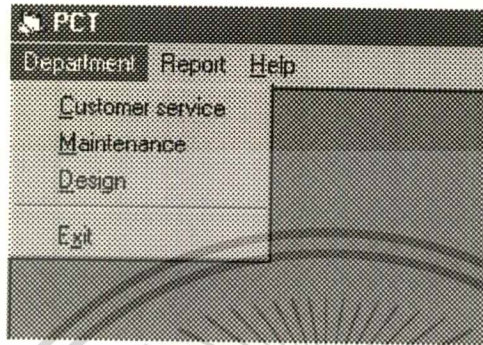 PCT
Department Report Help
Customer service
Maintenance
Design
Exit